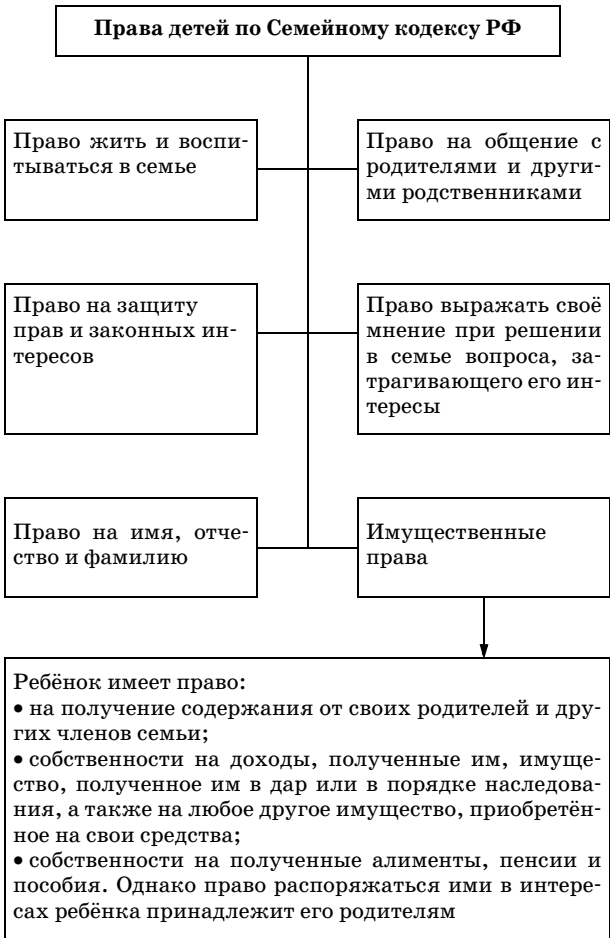 Права детей по Семейному кодексу РФ
Право жить и воспи-
тываться в семье
Право на общение с
родителями и други-
ми родственниками
Право на защиту
прав и законных ин-
тересов
Право выражать своё
мнение при решении
в семье вопроса, за-
трагивающего его ин-
тересы
Право на имя, отче-
ство и фамилию
Имущественные
права
Ребёнок имеет право:
• на получение содержания от своих родителей и дру-
гих членов семьи;
• собственности на доходы, полученные им, имуще-
ство, полученное им в дар или в порядке наследова-
ния, а также на любое другое имущество, приобретён-
ное на свои средства;
• собственности на полученные алименты, пенсии и
пособия. Однако право распоряжаться ими в интере-
сах ребёнка принадлежит его родителям